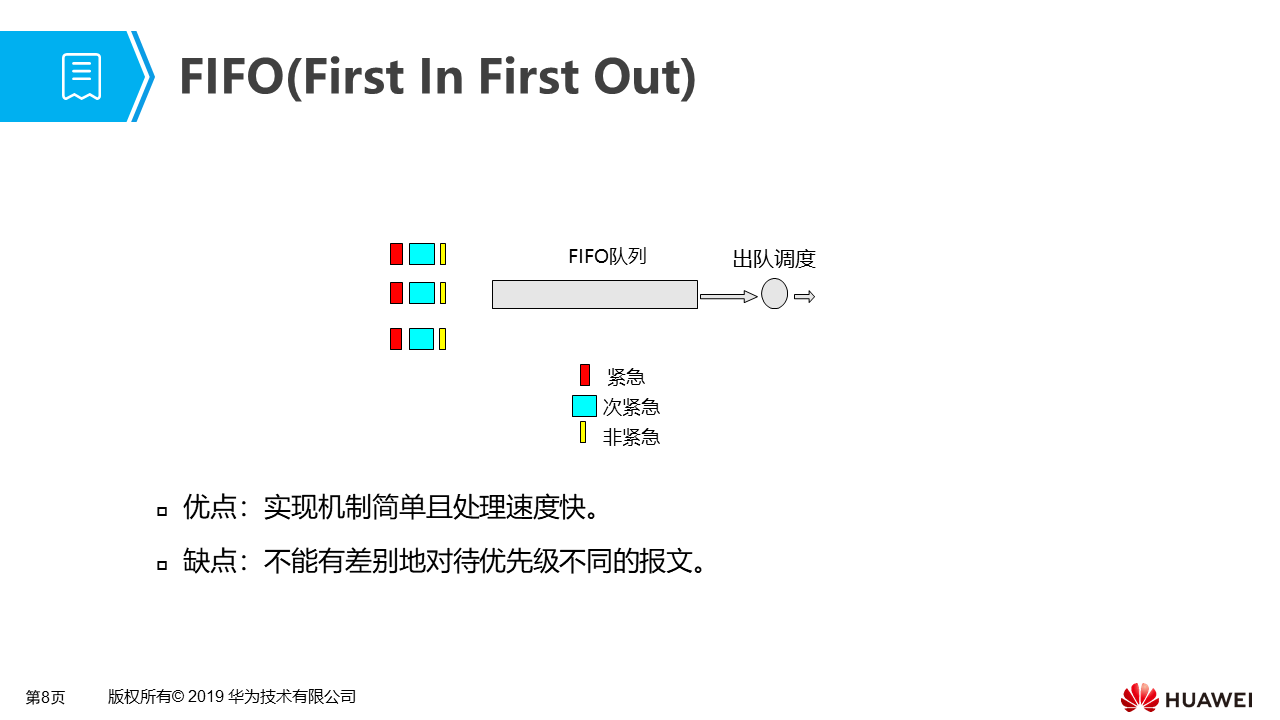 FIFO(First In First Out)
FIFO队列
出队调度
紧急
次紧急
非紧急
优点：实现机制简单且处理速度快。
缺点：不能有差别地对待优先级不同的报文。
第8页
版权所有© 2019 华为技术有限公司
HUAWEI